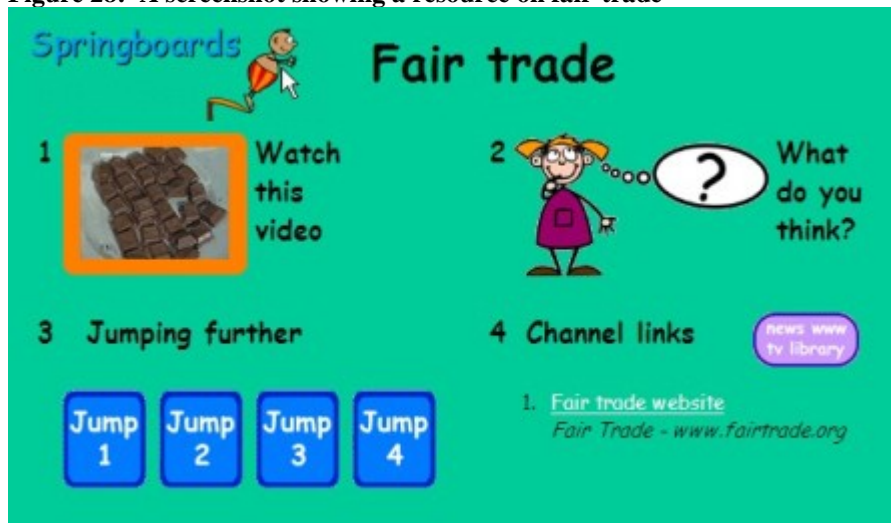 Figure 28: A screenshot showing a resource on fair trade
Springboards
Fair trade
1
Watch
this
video
2
?
What
do you
think?
3 Jumping further
Jump
1
Jump
2
Jump
3
Jump
4
4 Channel links
news www
tv library
1. Fair trade website
Fair Trade - www.fairtrade.org